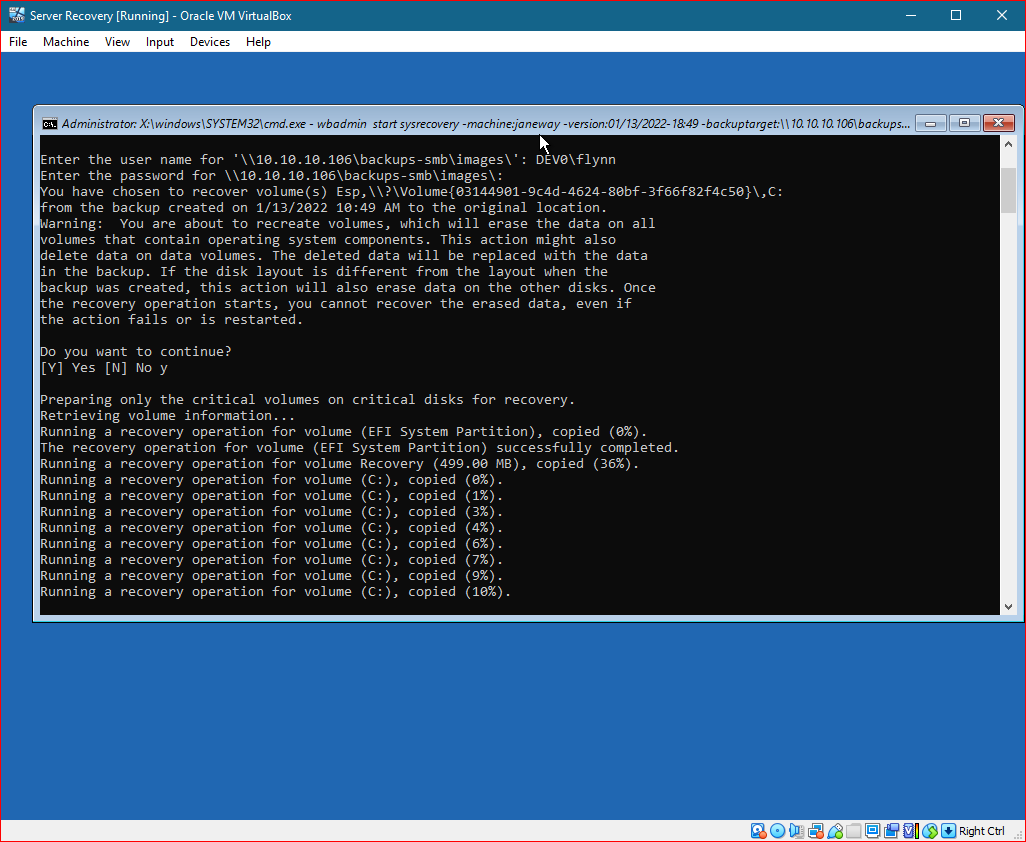 Server Recovery [Running] - Oracle VM VirtualBox
File Machine View Input Devices Help
Administrator: X:\windows\SYSTEM32\cmd.exe - wbadmin start sysrecovery -machine:janeway -version:01/13/2022-18:49 -backuptarget:\\10.10.10.106\backups...
Enter the user name for '\\10.10.10.106\backups-smb\images\': DEV0\flynn
Enter the password for \\10.10.10.106\backups-smb\images\:
You have chosen to recover volume(s) Esp,\\?\Volume{03144901-9c4d-4624-80bf-3f66f82f4c50}\,C:
from the backup created on 1/13/2022 10:49 AM to the original location.
Warning:  You are about to recreate volumes, which will erase the data on all
volumes that contain operating system components. This action might also
delete data on data volumes. The deleted data will be replaced with the data
in the backup. If the disk layout is different from the layout when the
backup was created, this action will also erase data on the other disks. Once
the recovery operation starts, you cannot recover the erased data, even if
the action fails or is restarted.
Do you want to continue?
[Y] Yes [N] No y
Preparing only the critical volumes on critical disks for recovery.
Retrieving volume information...
Running a recovery operation for volume (EFI System Partition), copied (0%).
The recovery operation for volume (EFI System Partition) successfully completed.
Running a recovery operation for volume Recovery (499.00 MB), copied (36%).
Running a recovery operation for volume (C:), copied (0%).
Running a recovery operation for volume (C:), copied (1%).
Running a recovery operation for volume (C:), copied (3%).
Running a recovery operation for volume (C:), copied (4%).
Running a recovery operation for volume (C:), copied (6%).
Running a recovery operation for volume (C:), copied (7%).
Running a recovery operation for volume (C:), copied (9%).
Running a recovery operation for volume (C:), copied (10%).
Right Ctrl